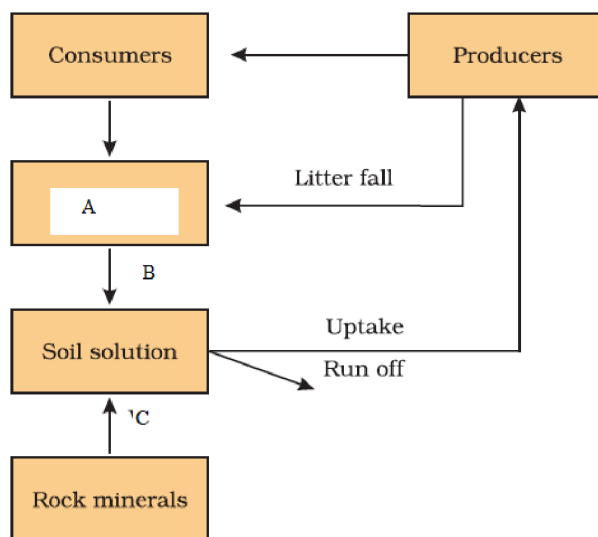 Consumers
Producers
A
Litter fall
B
Uptake
Soil solution
Run off
'C
Rock minerals